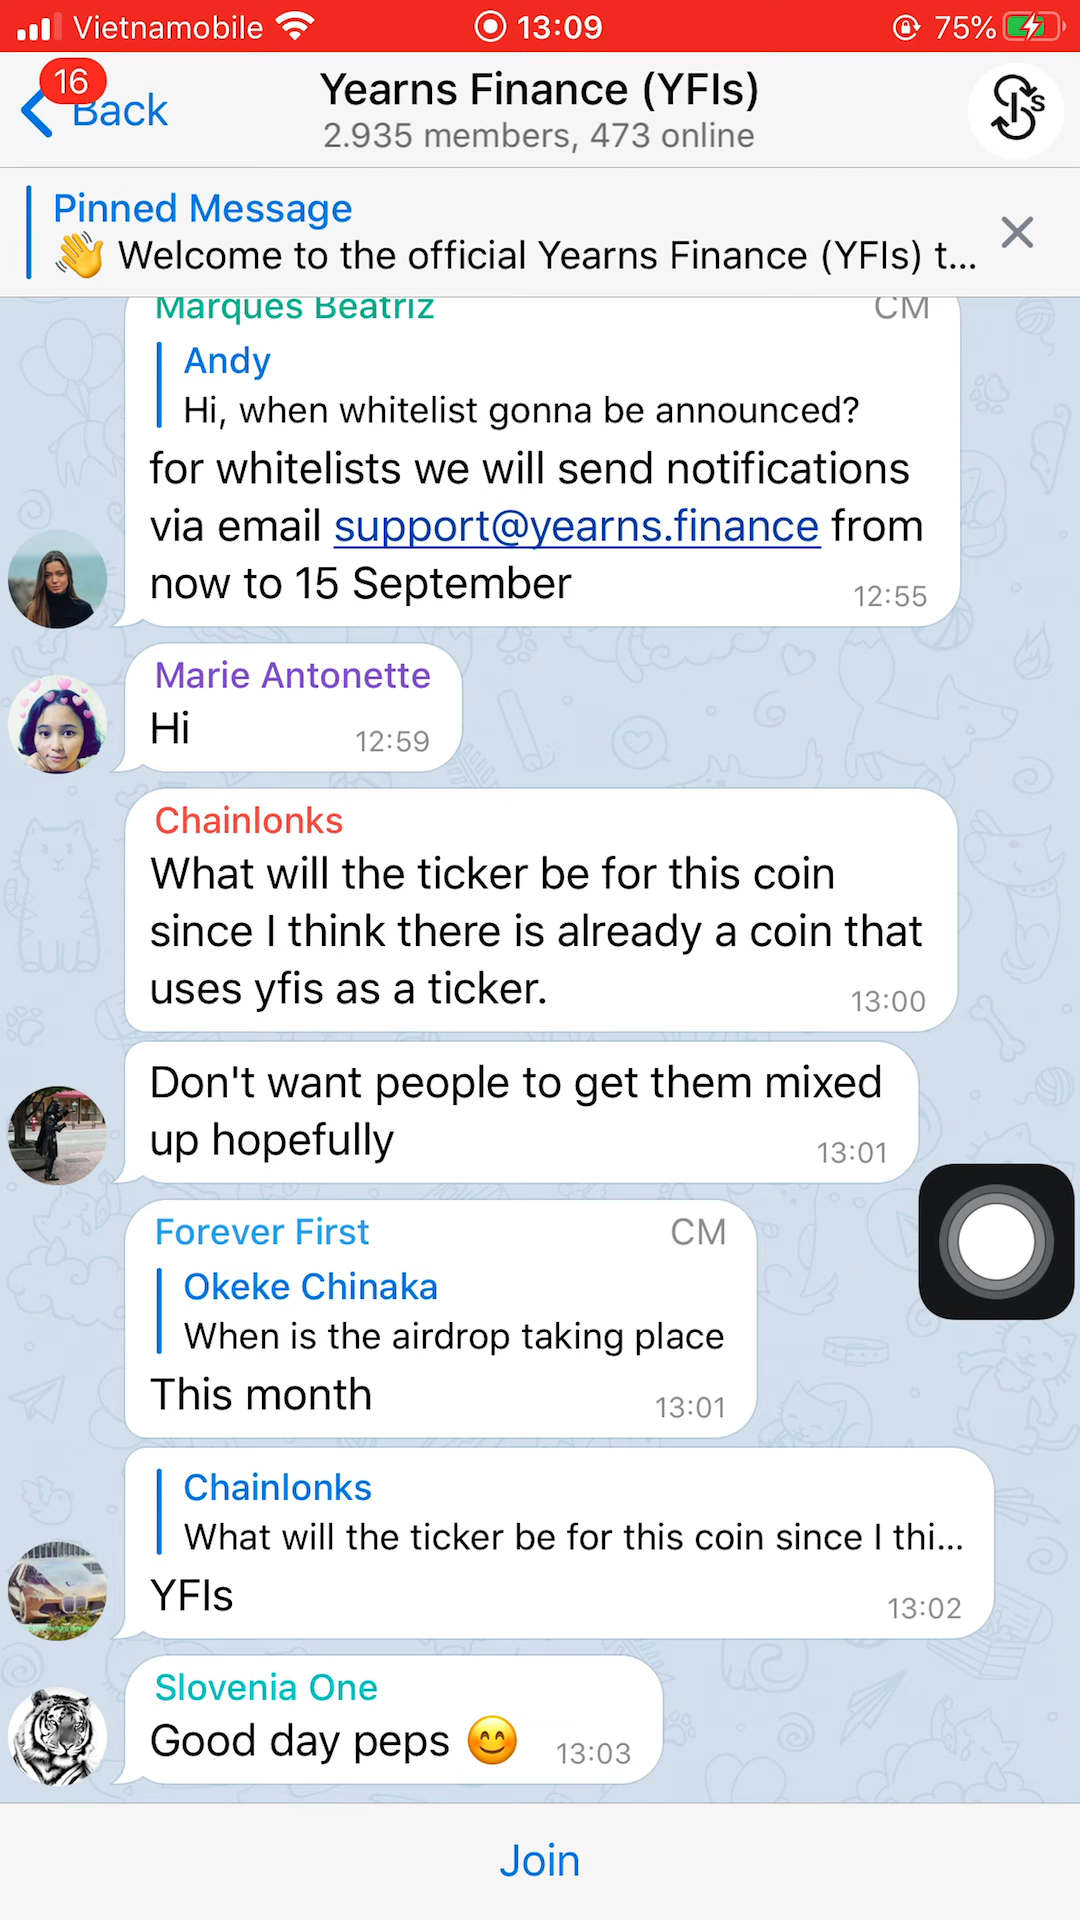 Vietnamobile 13:09 75%
16
Back
Yearns Finance (YFIs)
2.935 members, 473 online
s
Pinned Message
👋 Welcome to the official Yearns Finance (YFIs) t...
Marques Beatriz CM
Andy
Hi, when whitelist gonna be announced?
for whitelists we will send notifications
via email support@yearns.finance from
now to 15 September
12:55
Marie Antonette
Hi
12:59
Chainlonks
What will the ticker be for this coin
since I think there is already a coin that
uses yfis as a ticker.
13:00
Don't want people to get them mixed
up hopefully
13:01
Forever First CM
Okeke Chinaka
When is the airdrop taking place
This month
13:01
Chainlonks
What will the ticker be for this coin since I thi...
YFIs
13:02
Slovenia One
Good day peps 😊
13:03
Join